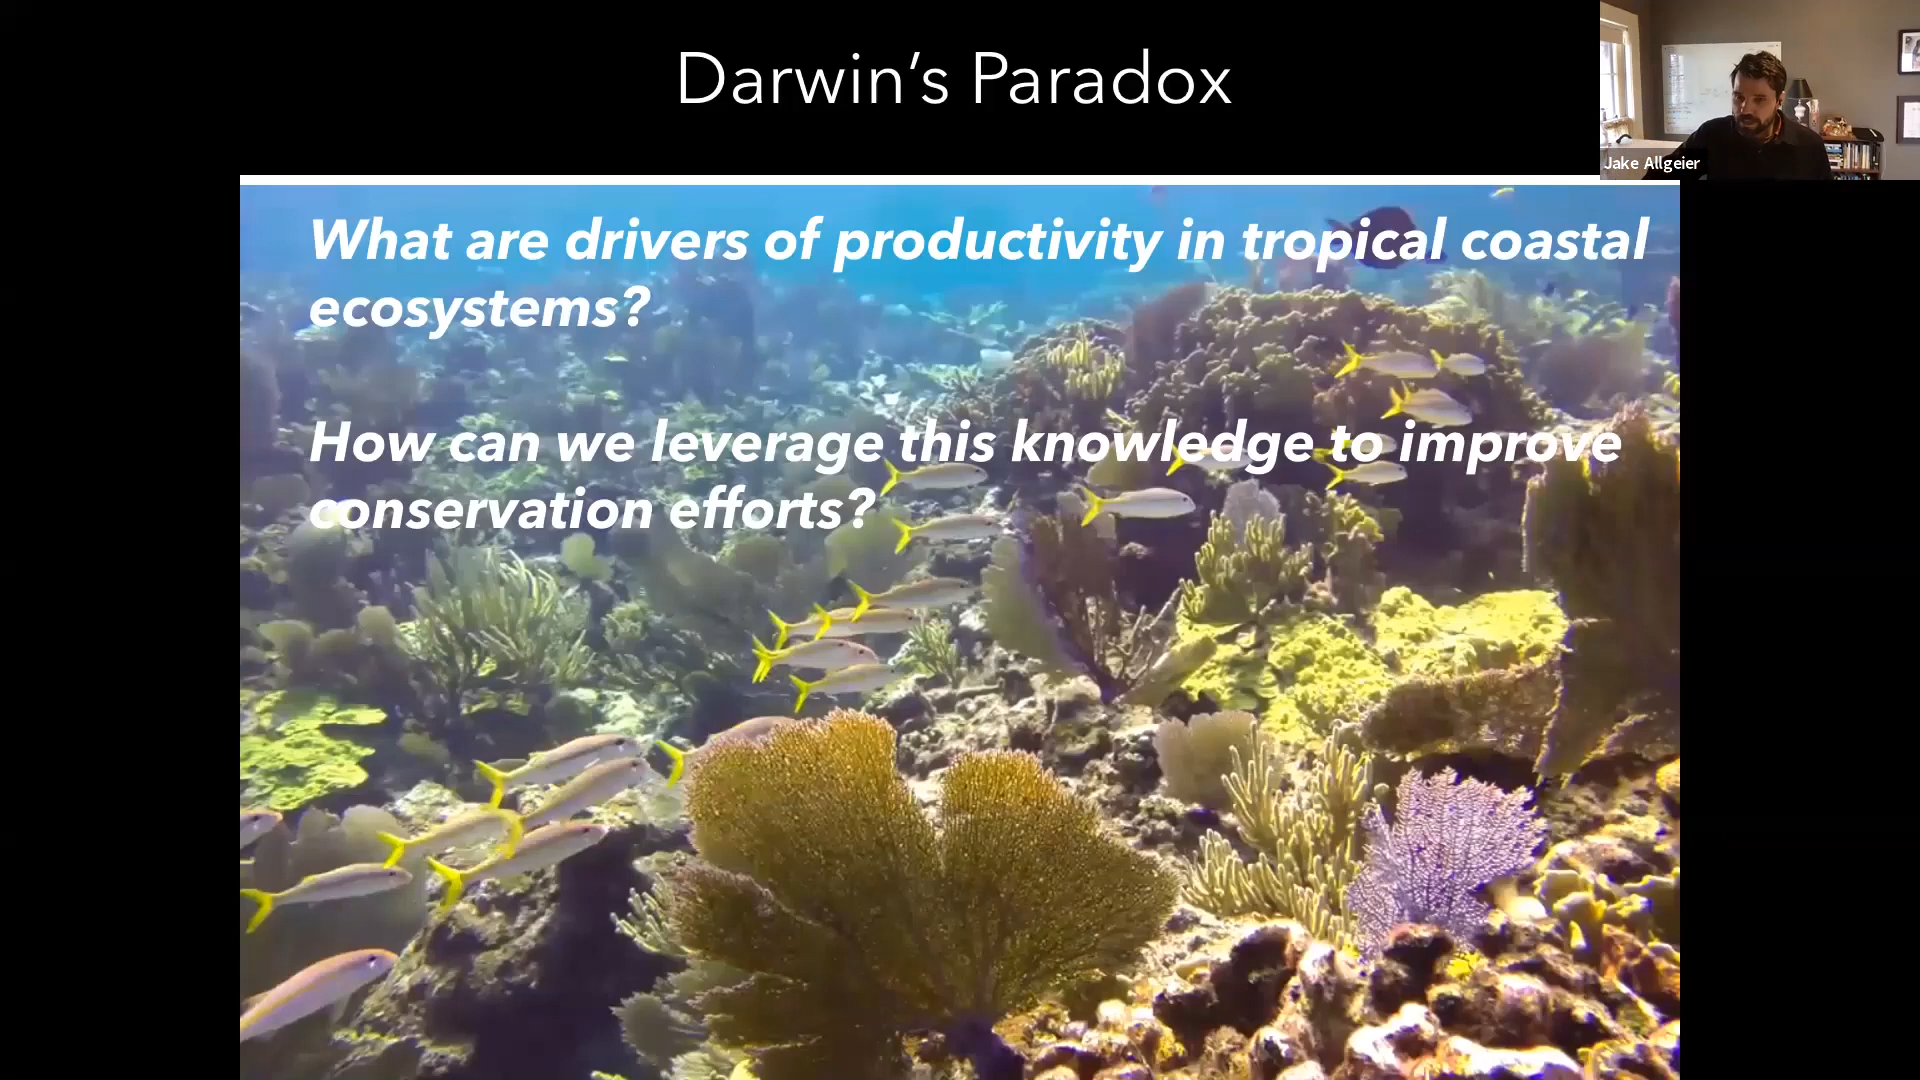 Darwin’s Paradox
Jake Allgeier
What are drivers of productivity in tropical coastal
ecosystems?
How can we leverage this knowledge to improve
conservation efforts?